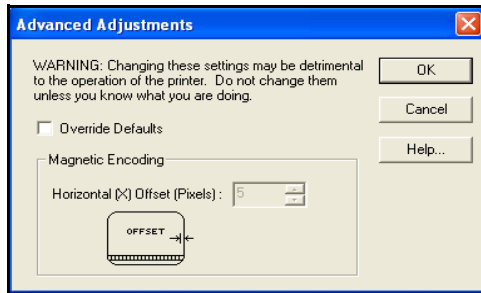 Advanced Adjustments
WARNING: Changing these settings may be detrimental
to the operation of the printer. Do not change them
unless you know what you are doing.
OK
Cancel
Help...
Override Defaults
Magnetic Encoding
Horizontal (X) Offset (Pixels) : 5
OFFSET